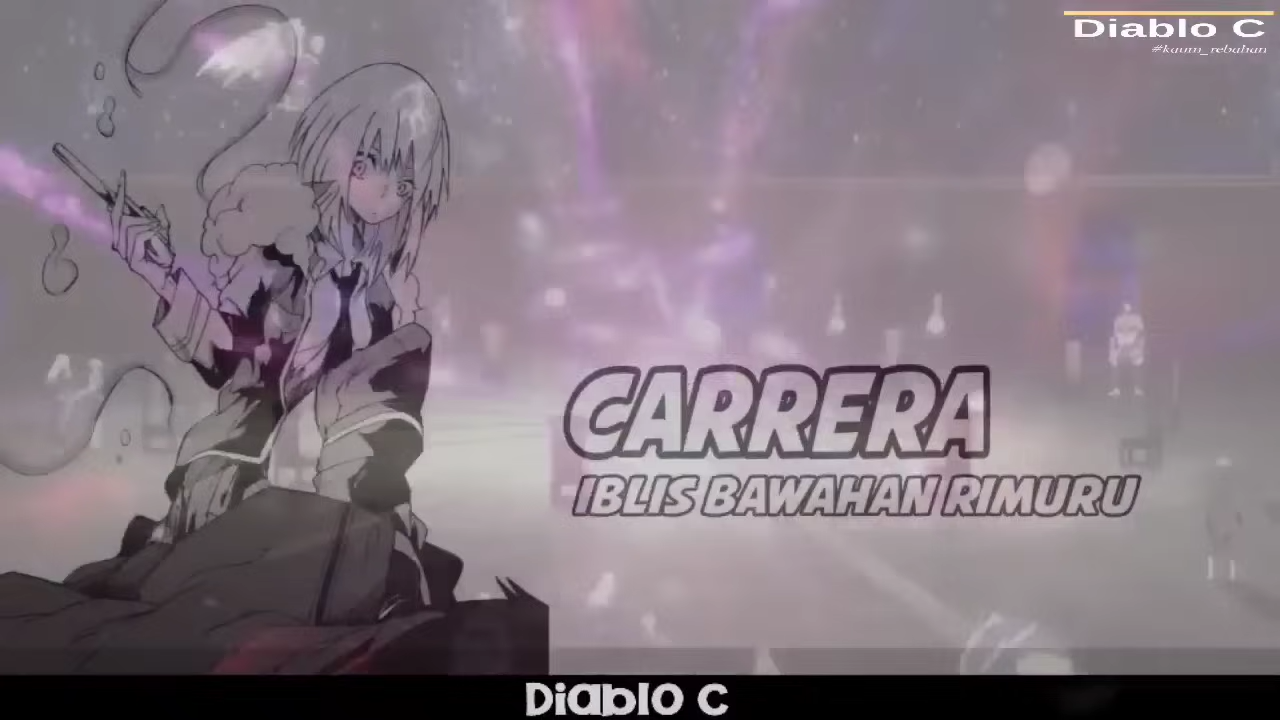 Diablo C
#kaum_rebahan
CARRERA
IBLIS BAWAHAN RIMURU
Diablo C